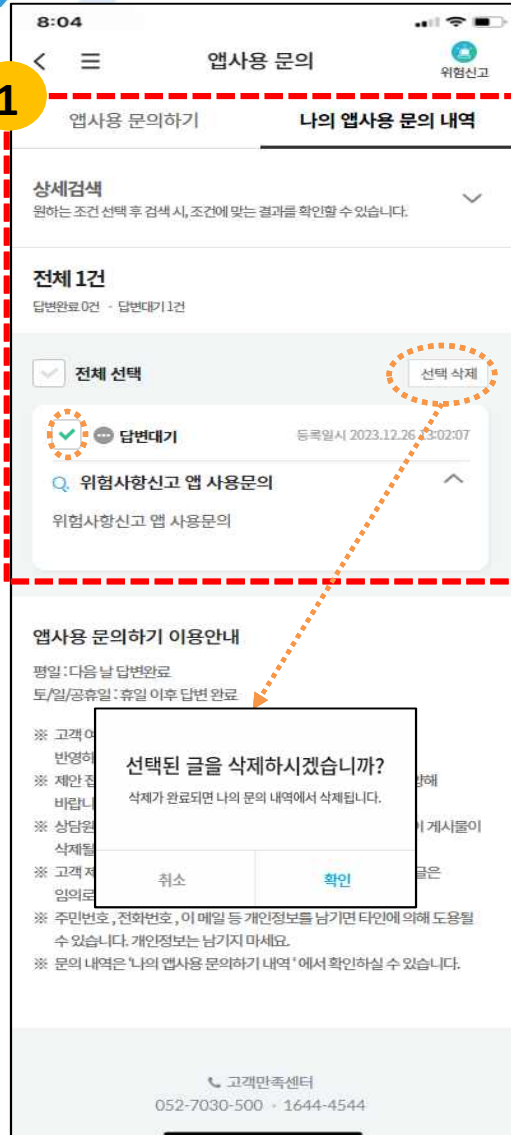 8:04
앱사용 문의
위험신고
1
앱사용 문의하기
나의 앱사용 문의 내역
상세검색
원하는 조건 선택 후 검색 시, 조건에 맞는 결과를 확인할 수 있습니다.
전체 1건
답변완료 0건 · 답변대기 1건
전체 선택
선택 삭제
답변대기
등록일시 2023.12.26 13:02:07
Q. 위험사항신고 앱 사용문의
위험사항신고 앱 사용문의
앱사용 문의하기 이용안내
평일 : 다음 날 답변완료
토/일/공휴일 : 휴일 이후 답변 완료
※ 고객
반영하
※ 제안
바랍니
※ 상담원
게시물이
삭제될
※ 고객
글은
임의로
선택된 글을 삭제하시겠습니까?
삭제가 완료되면 나의 문의 내역에서 삭제됩니다.
취소
확인
※ 주민번호 , 전화번호 , 이 메일 등 개인정보를 남기면 타인에 의해 도용될
수 있습니다. 개인정보는 남기지 마세요.
※ 문의 내역은 '나의 앱사용 문의하기 내역 ' 에서 확인하실 수 있습니다.
고객만족센터
052-7030-500 · 1644-4544